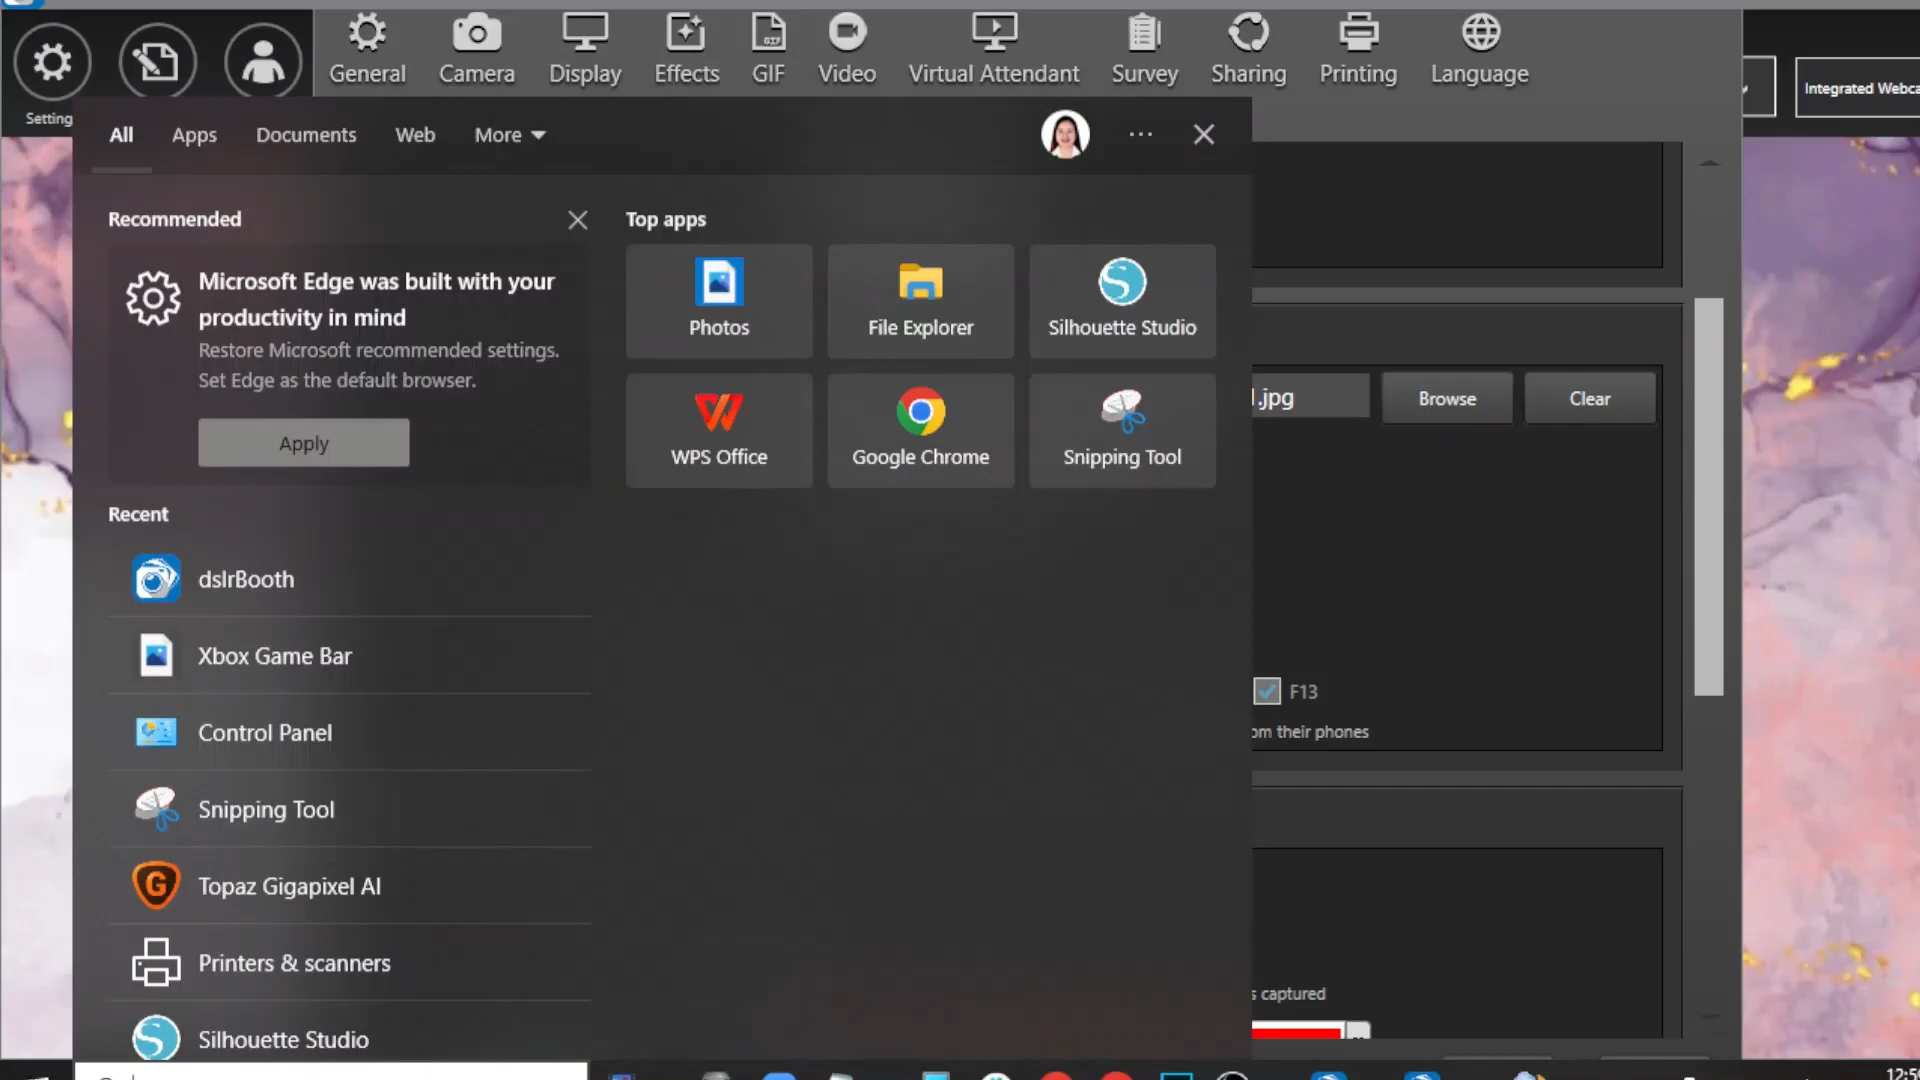 General
Camera
Display
Effects
GIF
Video
Virtual Attendant
Survey
Sharing
Printing
Language
Setting
Integrated Webca
All
Apps
Documents
Web
More
Recommended
Microsoft Edge was built with your
productivity in mind
Restore Microsoft recommended settings.
Set Edge as the default browser.
Apply
Top apps
Photos
File Explorer
Silhouette Studio
WPS Office
Google Chrome
Snipping Tool
.jpg
Browse
Clear
Recent
dslrBooth
Xbox Game Bar
Control Panel
Snipping Tool
Topaz Gigapixel AI
Printers & scanners
Silhouette Studio
F13
om their phones
s captured